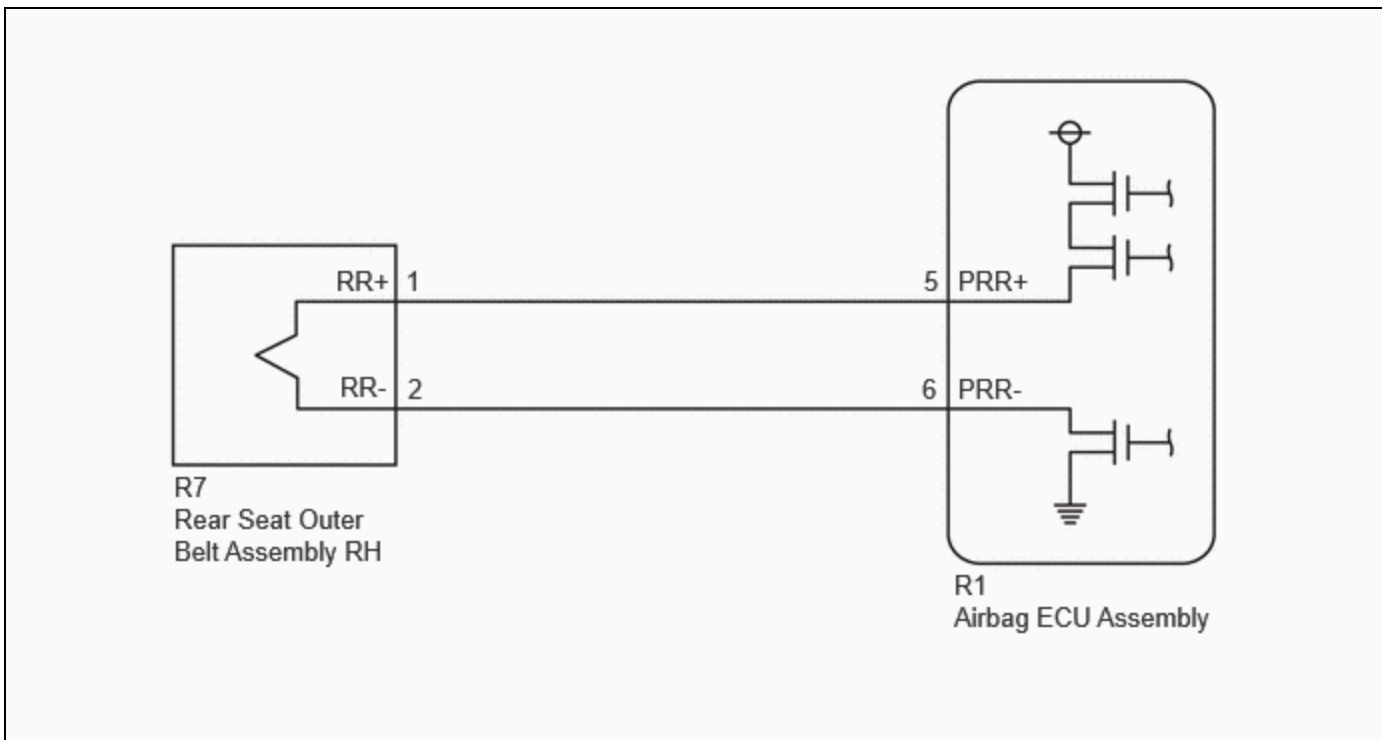 RR+ 1
5 PRR+
RR- 2
6 PRR-
R7
Rear Seat Outer
Belt Assembly RH
R1
Airbag ECU Assembly